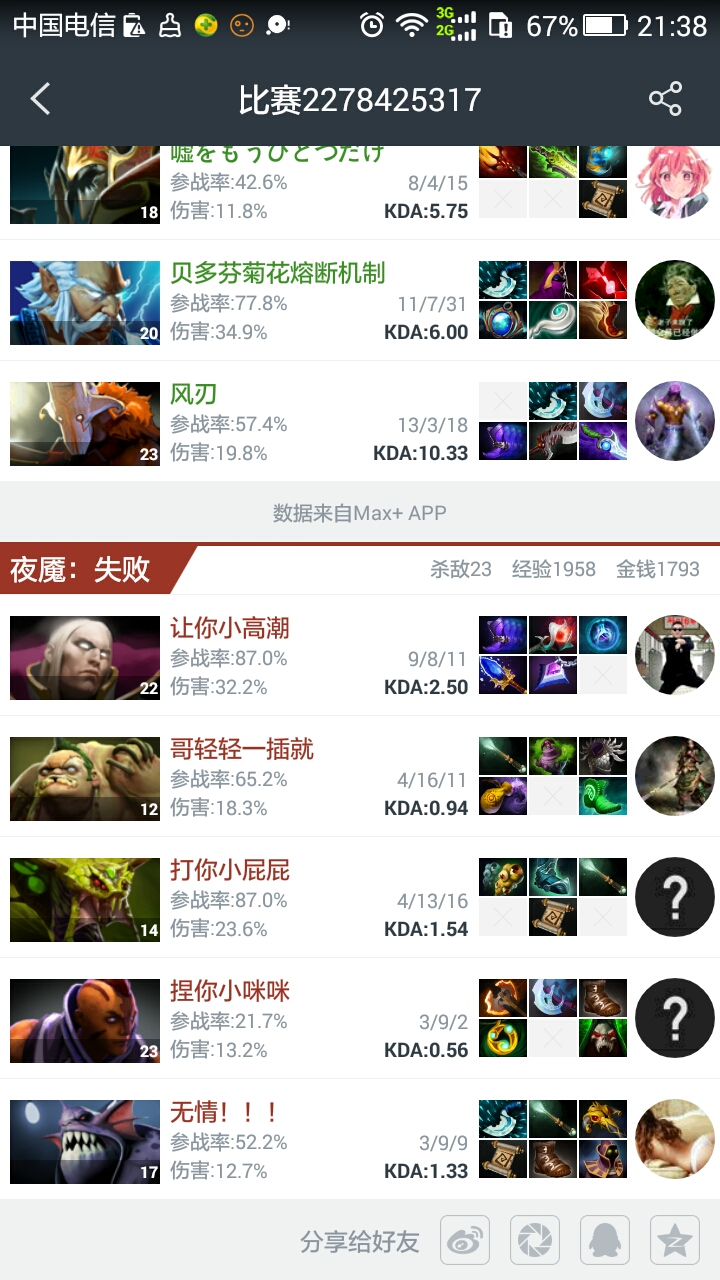 中国电信
3G
2G
67%
21:38
比赛2278425317
嘘をもうひとつだけ
参战率:42.6%
8/4/15
18
伤害:11.8%
KDA:5.75
贝多芬菊花熔断机制
参战率:77.8%
11/7/31
20
伤害:34.9%
KDA:6.00
风刃
参战率:57.4%
13/3/18
23
伤害:19.8%
KDA:10.33
数据来自Max+ APP
夜魇：失败
杀敌23 经验1958 金钱1793
让你小高潮
参战率:87.0%
9/8/11
22
伤害:32.2%
KDA:2.50
哥轻轻一插就
参战率:65.2%
4/16/11
12
伤害:18.3%
KDA:0.94
打你小屁屁
参战率:87.0%
4/13/16
14
伤害:23.6%
KDA:1.54
捏你小咪咪
参战率:21.7%
3/9/2
23
伤害:13.2%
KDA:0.56
无情！！！
参战率:52.2%
3/9/9
17
伤害:12.7%
KDA:1.33
分享给好友